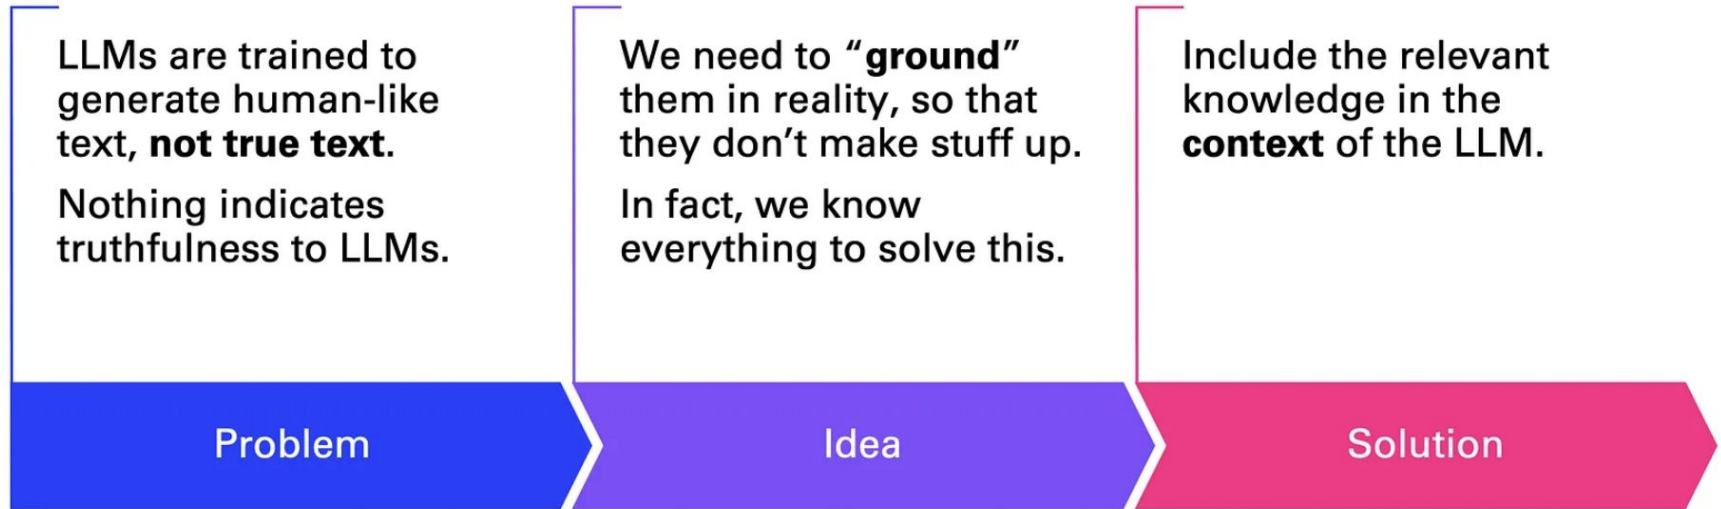 LLMs are trained to
generate human-like
text, not true text.
Nothing indicates
truthfulness to LLMs.
We need to “ground”
them in reality, so that
they don’t make stuff up.
In fact, we know
everything to solve this.
Include the relevant
knowledge in the
context of the LLM.
Problem
Idea
Solution